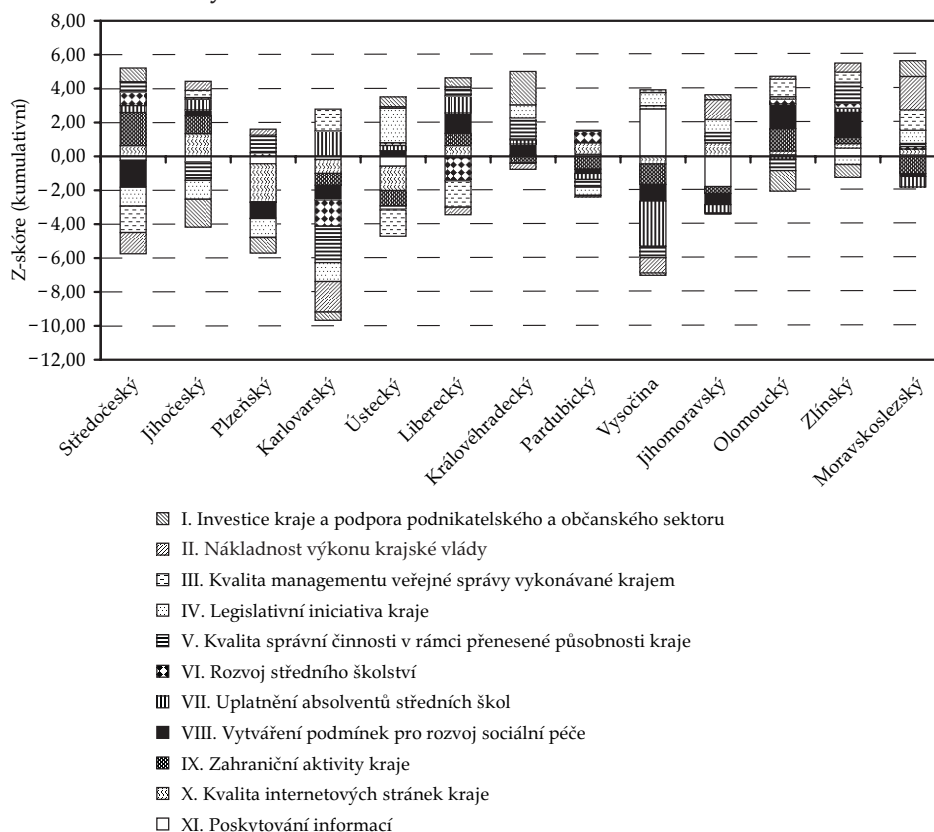 8,00
6,00
4,00
2,00
0,00
−2,00
−4,00
−6,00
−8,00
−10,00
−12,00
Z-skóre (kumulativní)
Středočeský
Jihočeský
Plzeňský
Karlovarský
Ústecký
Liberecký
Královéhradecký
Pardubický
Vysočina
Jihomoravský
Olomoucký
Zlínský
Moravskoslezský
I. Investice kraje a podpora podnikatelského a občanského sektoru
II. Nákladnost výkonu krajské vlády
III. Kvalita managementu veřejné správy vykonávané krajem
IV. Legislativní iniciativa kraje
V. Kvalita správní činnosti v rámci přenesené působnosti kraje
VI. Rozvoj středního školství
VII. Uplatnění absolventů středních škol
VIII. Vytváření podmínek pro rozvoj sociální péče
IX. Zahraniční aktivity kraje
X. Kvalita internetových stránek kraje
XI. Poskytování informací